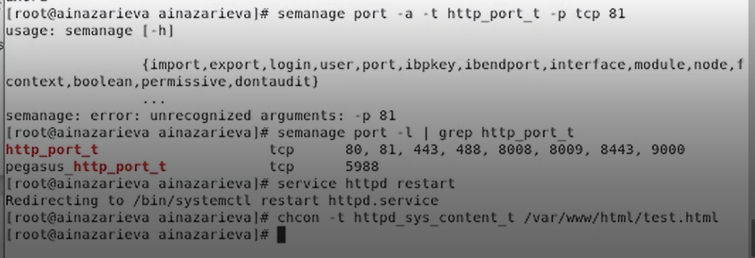 [root@ainazarieva ainazarieva]# semanage port -a -t http_port_t -p tcp 81
usage: semanage [-h]
{import,export,login,user,port,ibpkey,ibendport,interface,module,node,f
context,boolean,permissive,dontaudit}
...
semanage: error: unrecognized arguments: -p 81
[root@ainazarieva ainazarieva]# semanage port -l | grep http_port_t
http_port_t tcp 80, 81, 443, 488, 8008, 8009, 8443, 9000
pegasus_http_port_t tcp 5988
[root@ainazarieva ainazarieva]# service httpd restart
Redirecting to /bin/systemctl restart httpd.service
[root@ainazarieva ainazarieva]# chcon -t httpd_sys_content_t /var/www/html/test.html
[root@ainazarieva ainazarieva]#